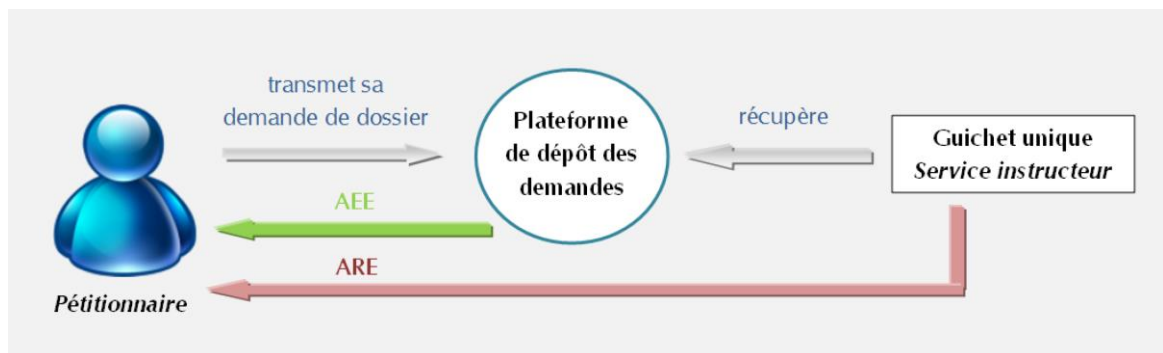 transmet sa
demande de dossier
Plateforme
de dépôt des
demandes
récupère
Guichet unique
Service instructeur
AEE
ARE
Pétitionnaire